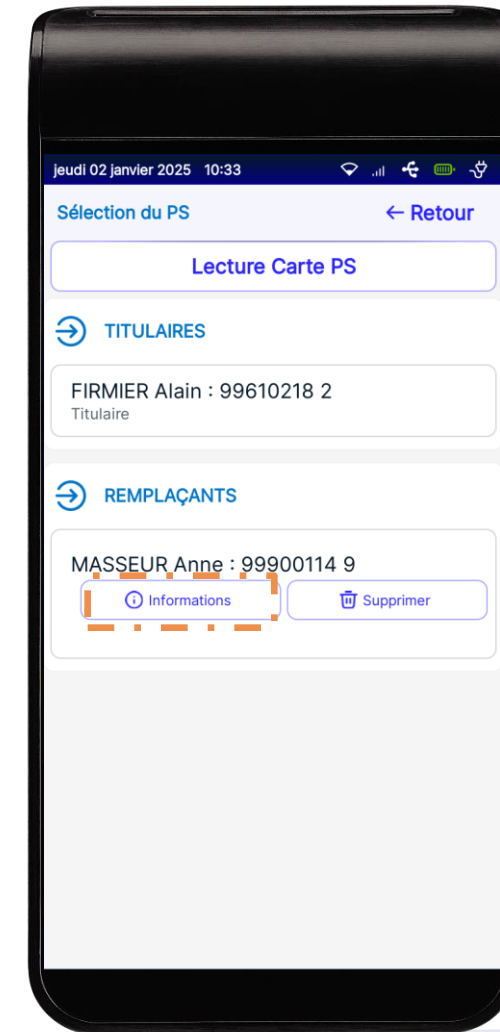 jeudi 02 janvier 2025 10:33
Sélection du PS ← Retour
Lecture Carte PS
TITULAIRES
FIRMIER Alain : 99610218 2
Titulaire
REMPLAÇANTS
MASSEUR Anne : 99900114 9
Informations Supprimer